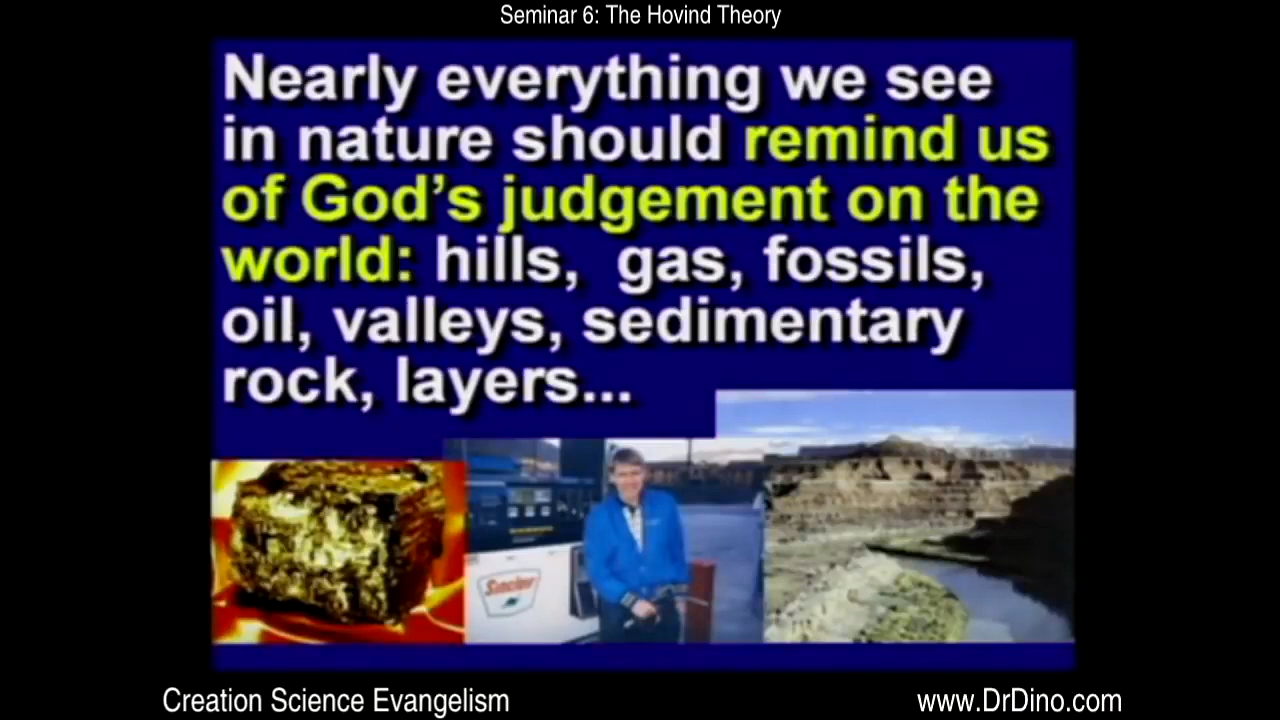 Seminar 6: The Hovind Theory
Nearly everything we see
in nature should remind us
of God's judgement on the
world: hills, gas, fossils,
oil, valleys, sedimentary
rock, layers...
Sinclair
Creation Science Evangelism
www.DrDino.com